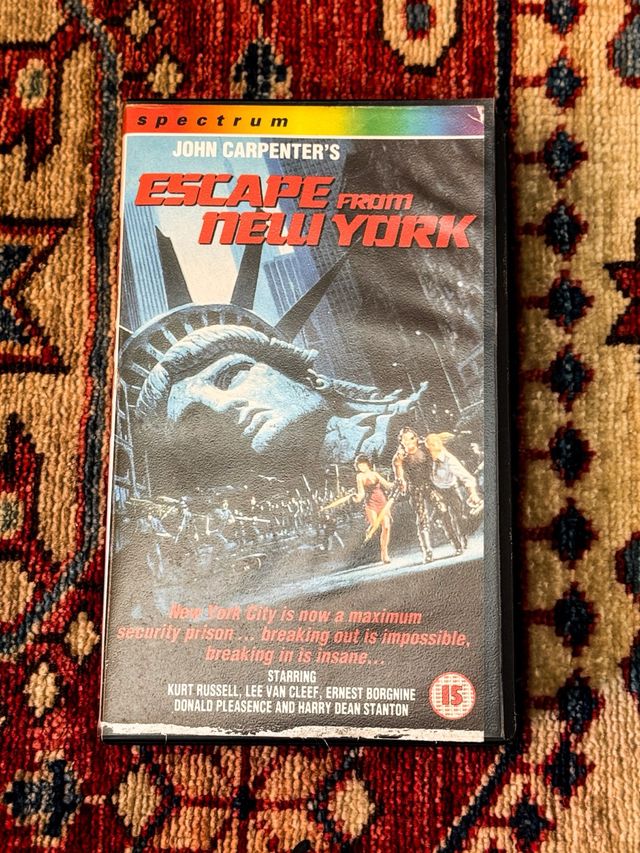 spectrum
JOHN CARPENTER'S
ESCAPE FROM
NEW YORK
New York City is now a maximum
security prison... breaking out is impossible,
breaking in is insane...
STARRING
KURT RUSSELL, LEE VAN CLEEF, ERNEST BORGNINE
DONALD PLEASENCE AND HARRY DEAN STANTON
15